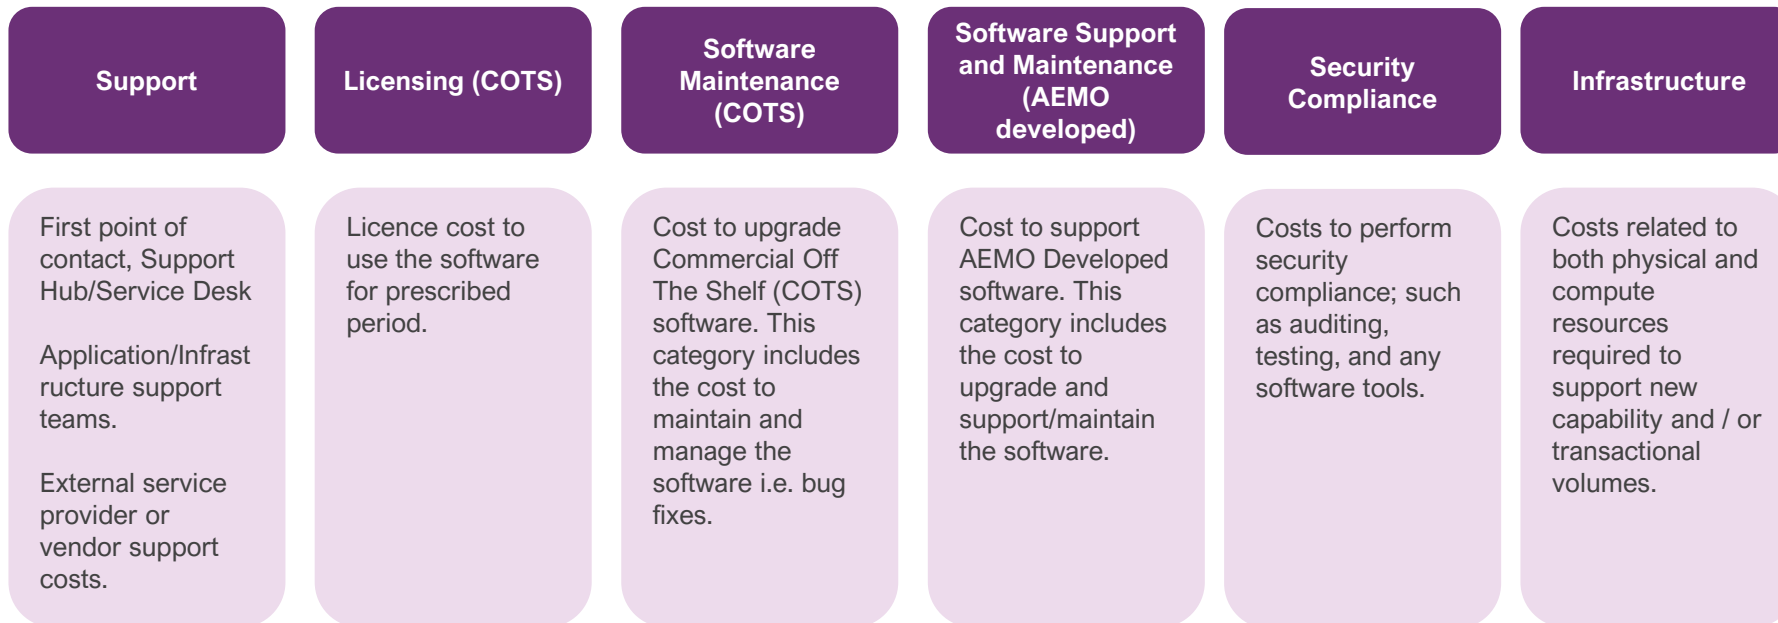 Support
Licensing (COTS)
Software
Maintenance
(COTS)
Software Support
and Maintenance
(AEMO
developed)
Security
Compliance
Infrastructure
First point of
contact, Support
Hub/Service Desk
Application/Infrast
ructure support
teams.
External service
provider or
vendor support
costs.
Licence cost to
use the software
for prescribed
period.
Cost to upgrade
Commercial Off
The Shelf (COTS)
software. This
category includes
the cost to
maintain and
manage the
software i.e. bug
fixes.
Cost to support
AEMO Developed
software. This
category includes
the cost to
upgrade and
support/maintain
the software.
Costs to perform
security
compliance; such
as auditing,
testing, and any
software tools.
Costs related to
both physical and
compute
resources
required to
support new
capability and / or
transactional
volumes.